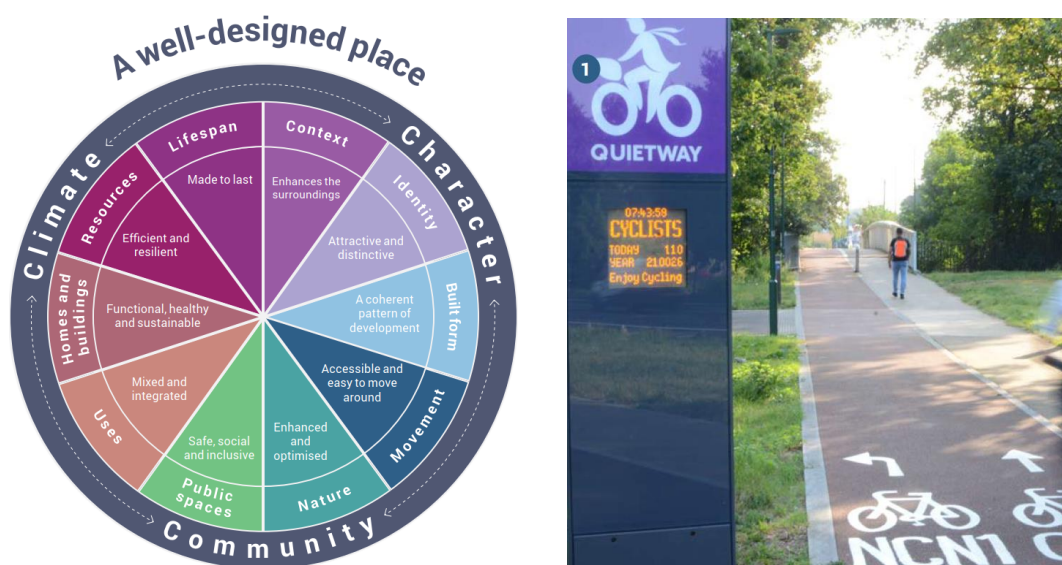 A well-designed place
Climate
Character
Community
Context
Enhances the
surroundings
Identity
Attractive and
distinctive
Built form
A coherent
pattern of
development
Movement
Accessible and
easy to move
around
Nature
Enhanced
and
optimised
Public
spaces
Safe, social
and inclusive
Uses
Mixed and
integrated
Homes and
buildings
Functional, healthy
and sustainable
Resources
Efficient and
resilient
Lifespan
Made to last
1
QUIETWAY
07:43:59
CYCLISTS
TODAY 110
YEAR 210026
Enjoy Cycling
NCN1 C